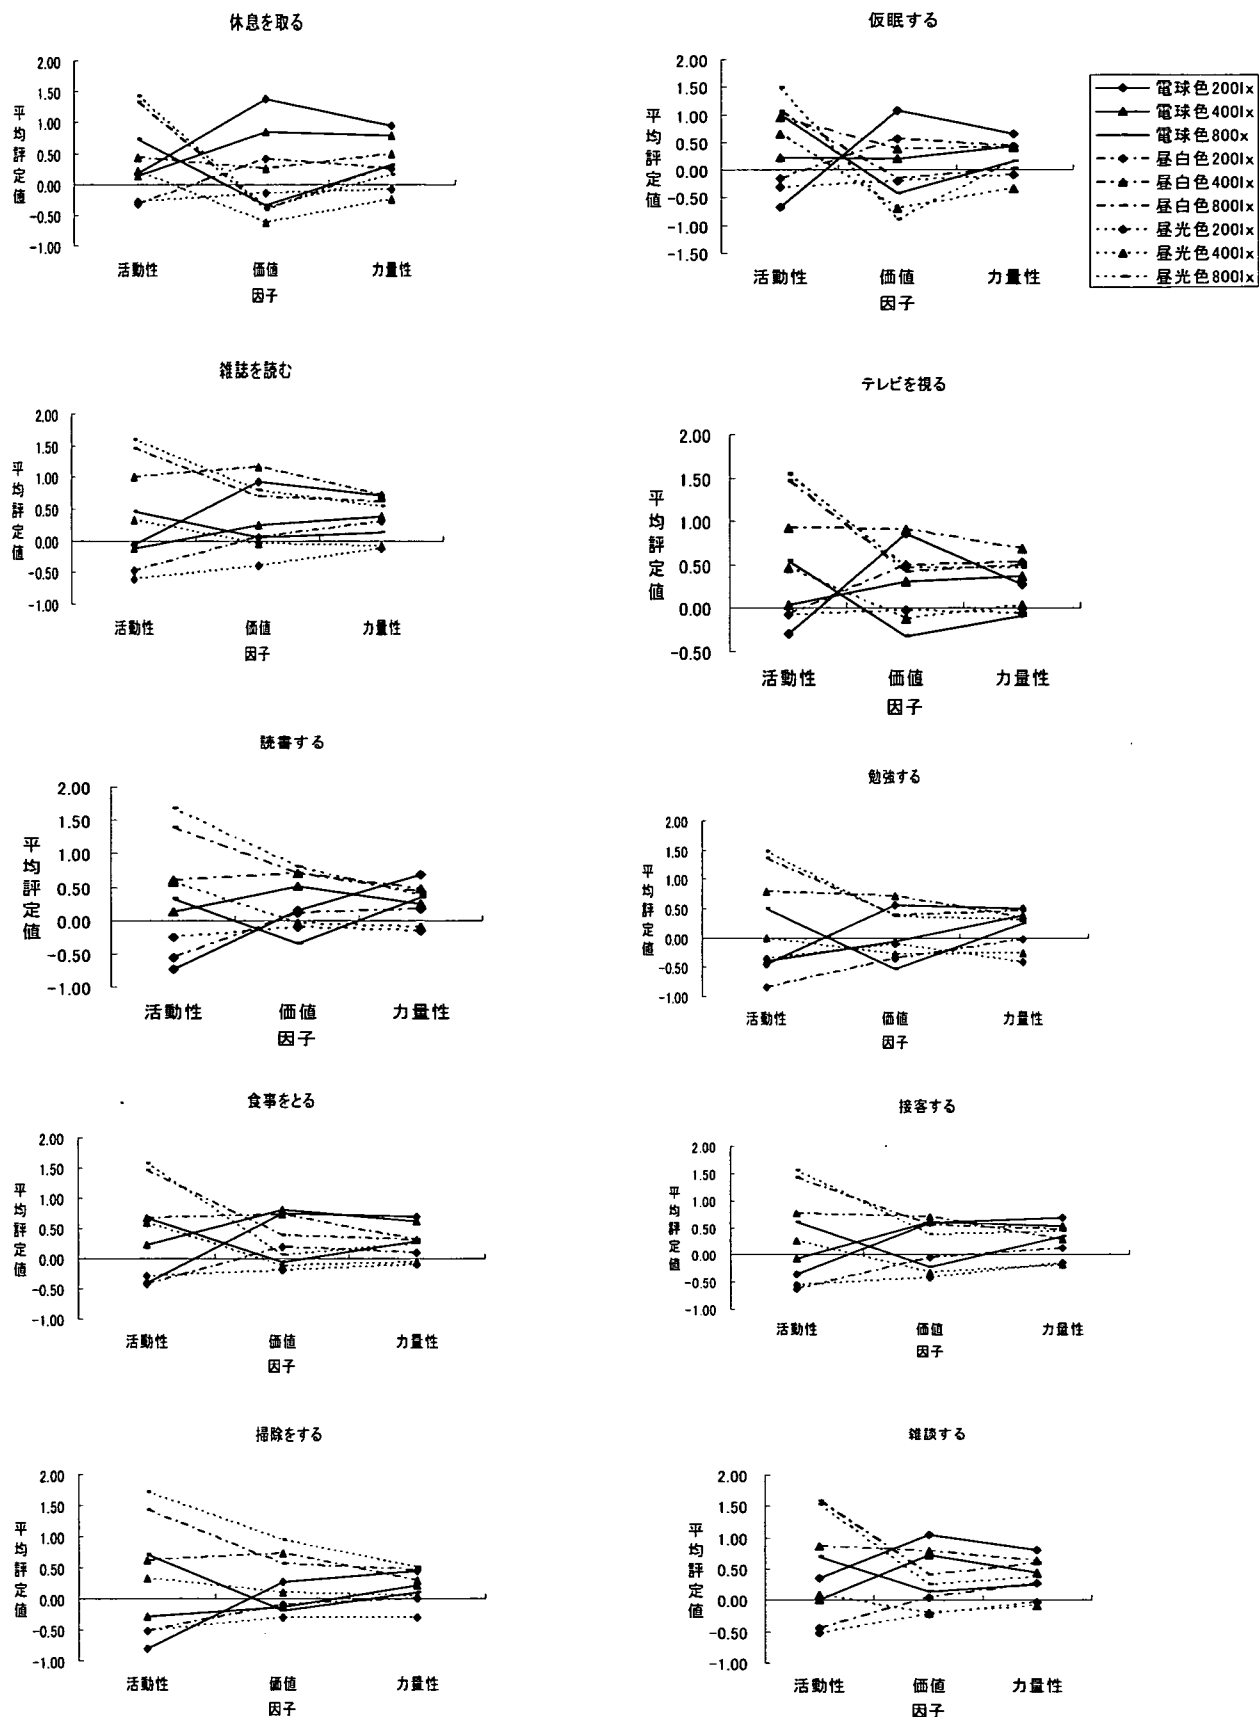 休息を取る
2.00
1.50
1.00
0.50
0.00
-0.50
-1.00
平均評定値
活動性 価値 力量性
因子
仮眠する
2.00
1.50
1.00
0.50
0.00
-0.50
-1.00
-1.50
平均評定値
活動性 価値 力量性
因子
電球色200lx
電球色400lx
電球色800x
昼白色200lx
昼白色400lx
昼白色800lx
昼光色200lx
昼光色400lx
昼光色800lx
雑誌を読む
2.00
1.50
1.00
0.50
0.00
-0.50
-1.00
平均評定値
活動性 価値 力量性
因子
テレビを視る
2.00
1.50
1.00
0.50
0.00
-0.50
平均評定値
活動性 価値 力量性
因子
読書する
2.00
1.50
1.00
0.50
0.00
-0.50
-1.00
平均評定値
活動性 価値 力量性
因子
勉強する
2.00
1.50
1.00
0.50
0.00
-0.50
-1.00
平均評定値
活動性 価値 力量性
因子
食事をとる
2.00
1.50
1.00
0.50
0.00
-0.50
-1.00
平均評定値
活動性 価値 力量性
因子
接客する
2.00
1.50
1.00
0.50
0.00
-0.50
-1.00
平均評定値
活動性 価値 力量性
因子
掃除をする
2.00
1.50
1.00
0.50
0.00
-0.50
-1.00
平均評定値
活動性 価値 力量性
因子
雑談する
2.00
1.50
1.00
0.50
0.00
-0.50
-1.00
平均評定値
活動性 価値 力量性
因子